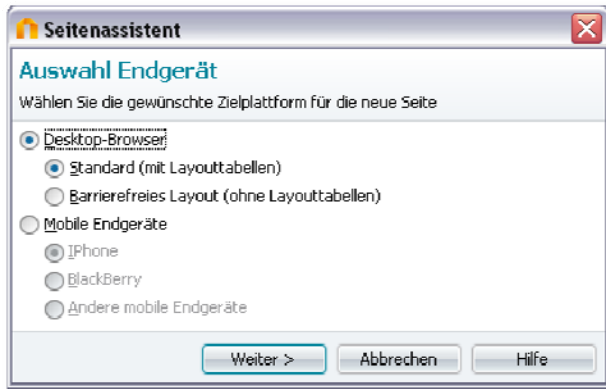 Seitenassistent
Auswahl Endgerät
Wählen Sie die gewünschte Zielplattform für die neue Seite
Desktop-Browser
Standard (mit Layouttabellen)
Barrierefreies Layout (ohne Layouttabellen)
Mobile Endgeräte
IPhone
BlackBerry
Andere mobile Endgeräte
Weiter > Abbrechen Hilfe